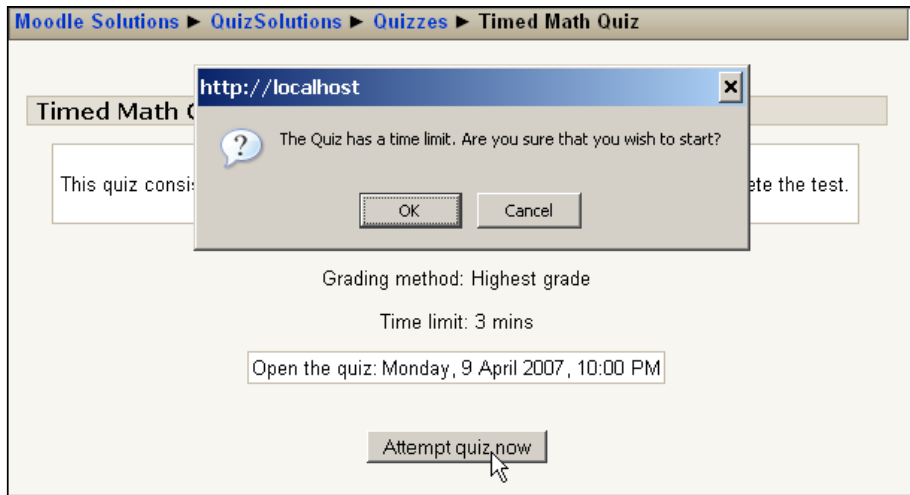 Moodle Solutions ► QuizSolutions ► Quizzes ► Timed Math Quiz
http://localhost
Timed Math
The Quiz has a time limit. Are you sure that you wish to start?
This quiz ete the test.
OK Cancel
Grading method: Highest grade
Time limit: 3 mins
Open the quiz: Monday, 9 April 2007, 10:00 PM
Attempt quiz now